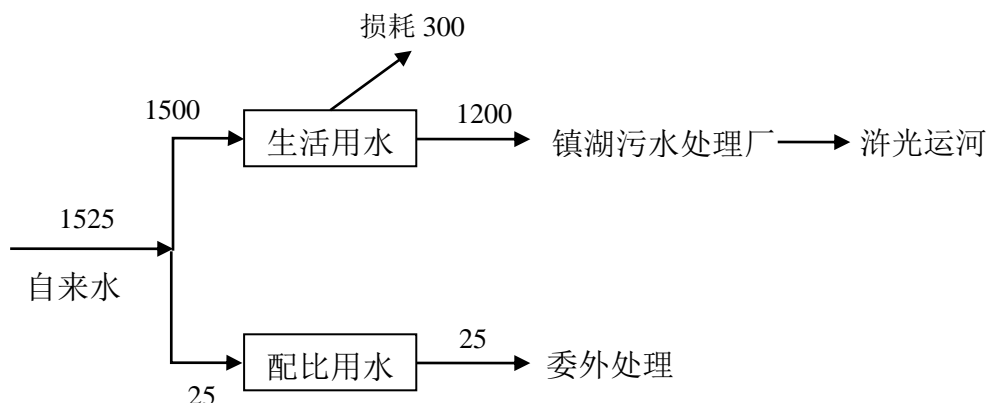 损耗 300
1500
生活用水
1200
镇湖污水处理厂
浒光运河
1525
自来水
25
配比用水
25
委外处理